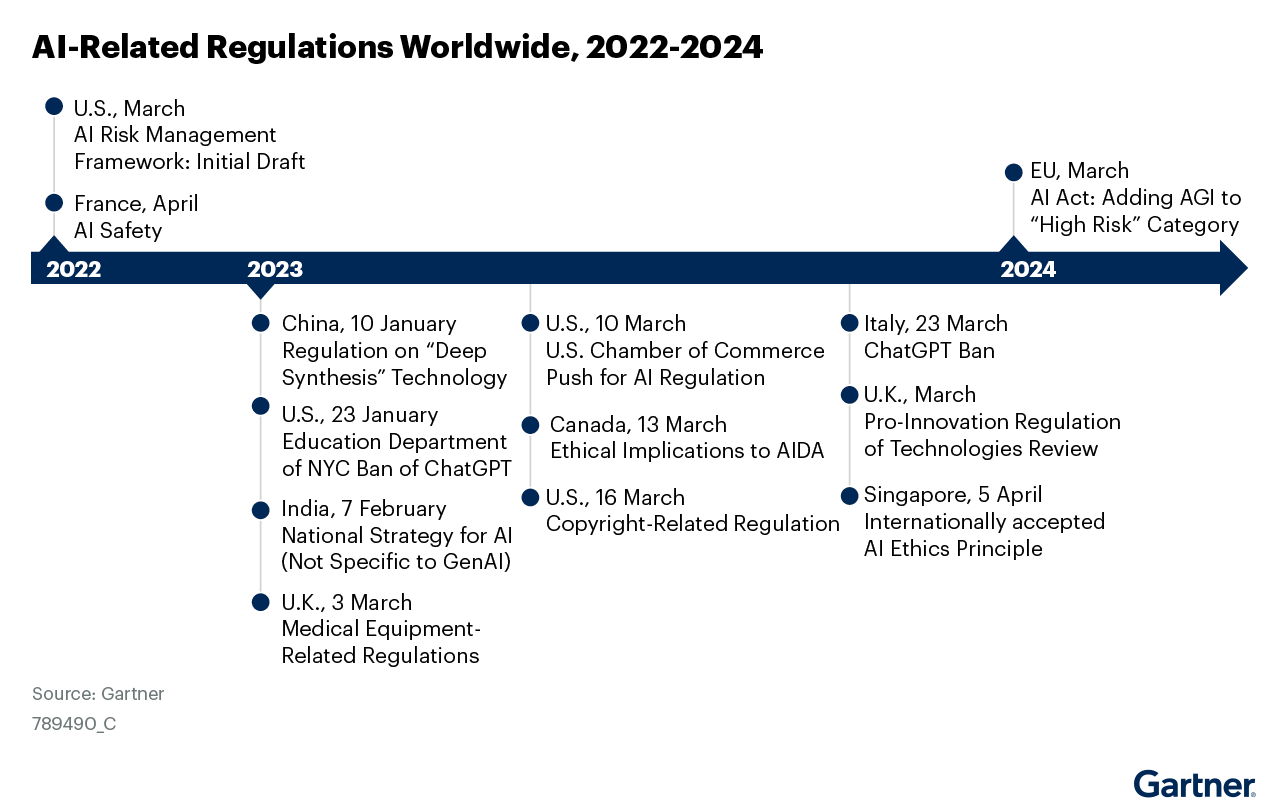 AI-Related Regulations Worldwide, 2022-2024
U.S., March
AI Risk Management
Framework: Initial Draft
France, April
AI Safety
EU, March
AI Act: Adding AGI to
“High Risk” Category
2022
2023
2024
China, 10 January
Regulation on “Deep
Synthesis” Technology
U.S., 23 January
Education Department
of NYC Ban of ChatGPT
India, 7 February
National Strategy for AI
(Not Specific to GenAI)
U.K., 3 March
Medical Equipment-
Related Regulations
U.S., 10 March
U.S. Chamber of Commerce
Push for AI Regulation
Canada, 13 March
Ethical Implications to AIDA
U.S., 16 March
Copyright-Related Regulation
Italy, 23 March
ChatGPT Ban
U.K., March
Pro-Innovation Regulation
of Technologies Review
Singapore, 5 April
Internationally accepted
AI Ethics Principle
Source: Gartner
789490_C
Gartner®